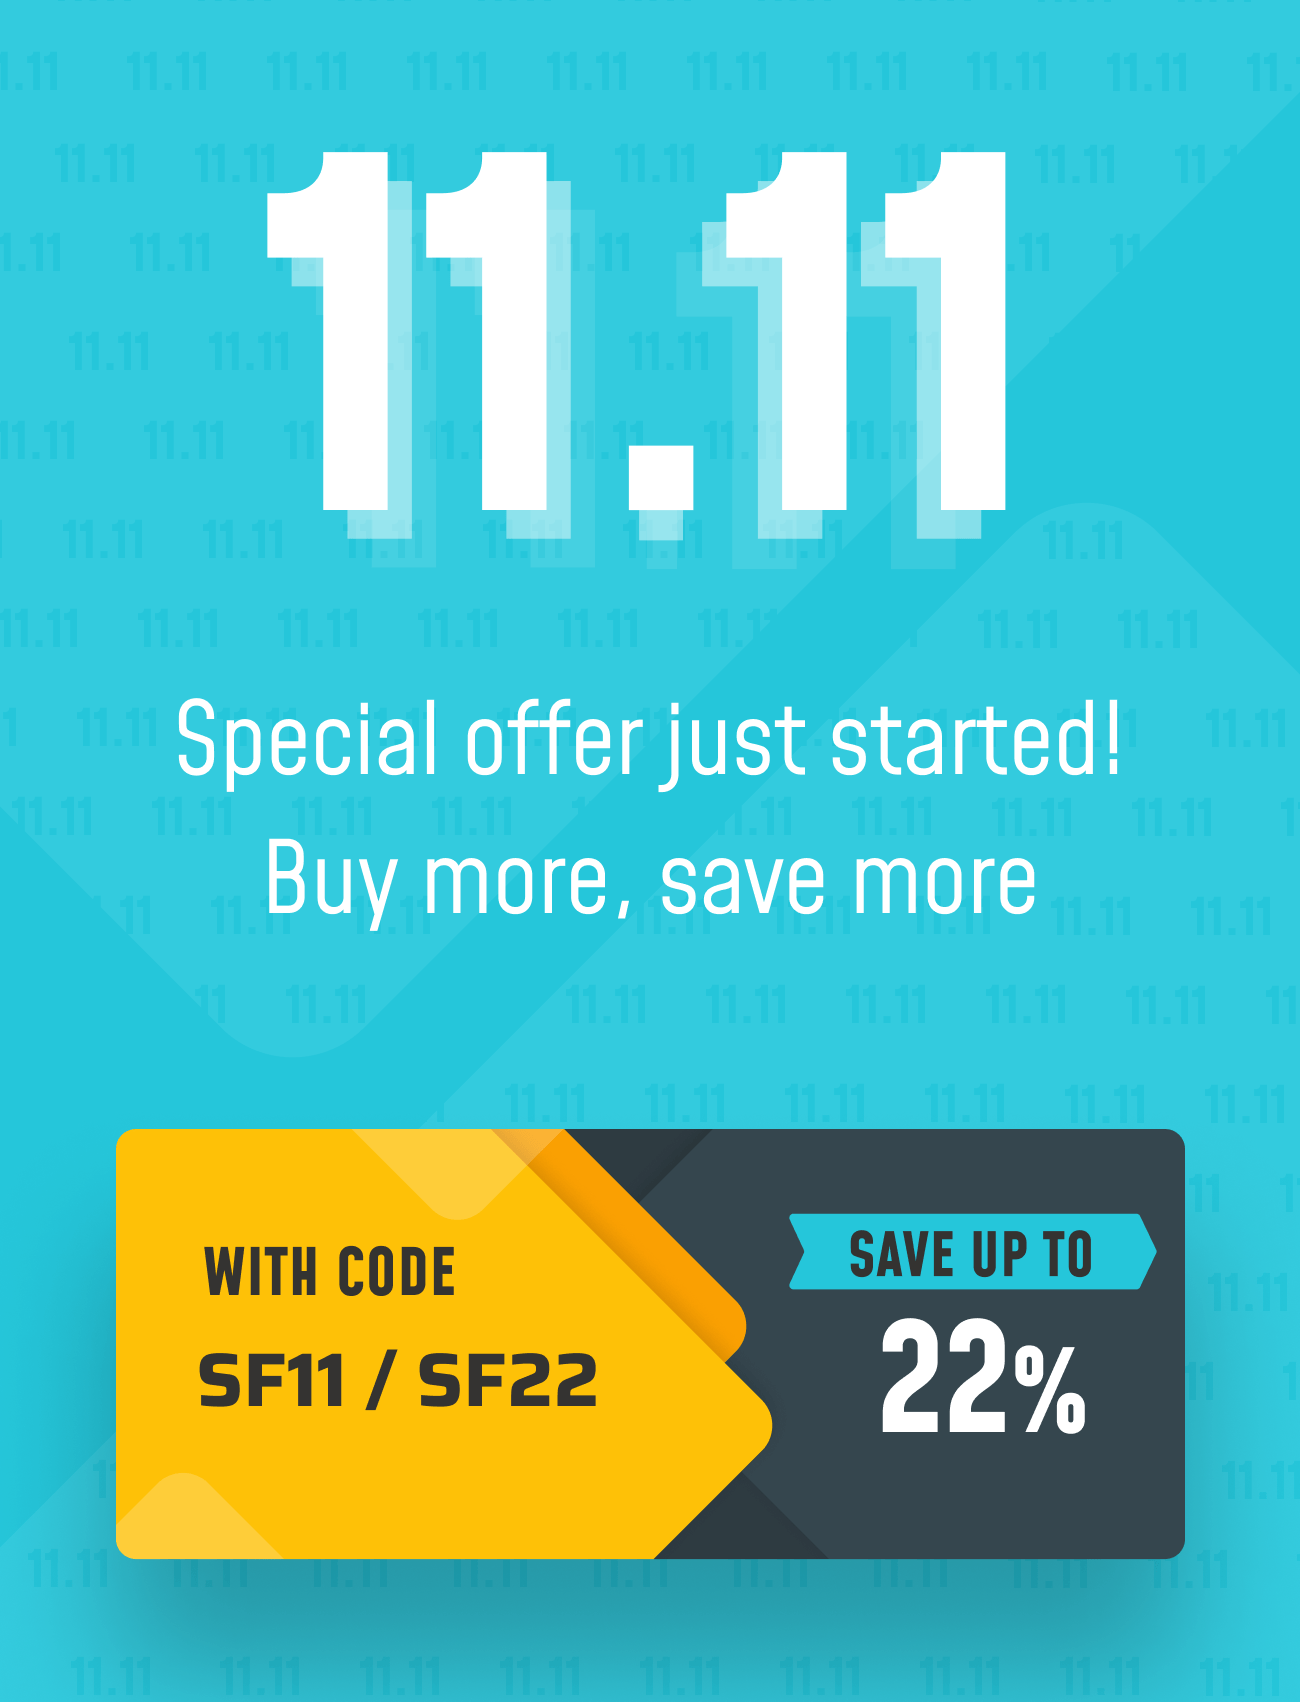 11.11
Special offer just started!
Buy more, save more
WITH CODE
SF11 / SF22
SAVE UP TO
22%